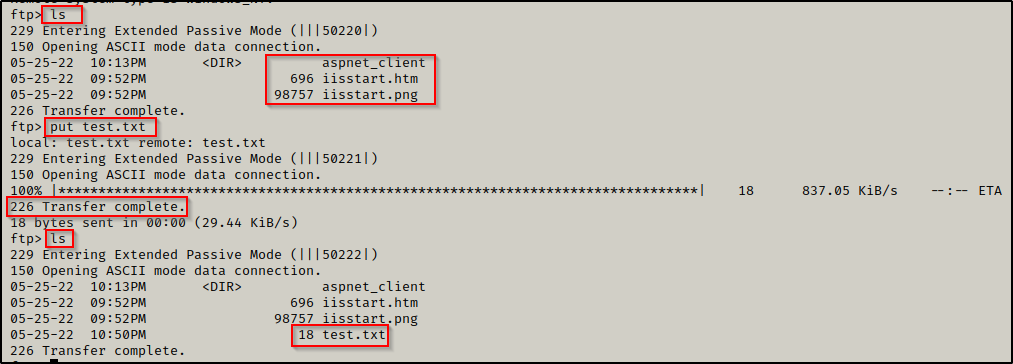 Remote system type is Windows_NT.
ftp> ls
229 Entering Extended Passive Mode (|||50220|)
150 Opening ASCII mode data connection.
05-25-22  10:13PM       <DIR>          aspnet_client
05-25-22  09:52PM                  696 iisstart.htm
05-25-22  09:52PM                98757 iisstart.png
226 Transfer complete.
ftp> put test.txt
local: test.txt remote: test.txt
229 Entering Extended Passive Mode (|||50221|)
150 Opening ASCII mode data connection.
100% |********************************************************************************|    18      837.05 KiB/s    --:-- ETA
226 Transfer complete.
18 bytes sent in 00:00 (29.44 KiB/s)
ftp> ls
229 Entering Extended Passive Mode (|||50222|)
150 Opening ASCII mode data connection.
05-25-22  10:13PM       <DIR>          aspnet_client
05-25-22  09:52PM                  696 iisstart.htm
05-25-22  09:52PM                98757 iisstart.png
05-25-22  10:50PM                   18 test.txt
226 Transfer complete.